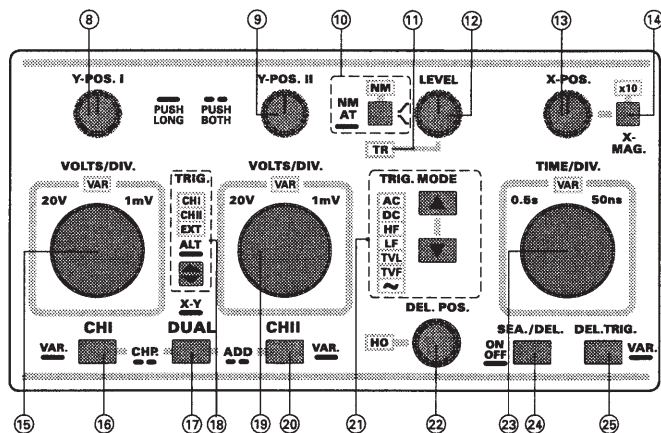 8 9 10 11 12 13 14
Y-POS. I
Y-POS. II
NM
LEVEL
X-POS.
x10
PUSH LONG
PUSH BOTH
NM
AT
X-MAG.
TR
VOLTS/DIV.
TRIG.
VOLTS/DIV.
TRIG. MODE
TIME/DIV.
VAR
20V 1mV
CHI
CHII
EXT
ALT
VAR
20V 1mV
AC
DC
HF
LF
TVL
TVF
~
VAR
0.5s 50ns
X-Y
DEL. POS.
CHI
DUAL
CHII
HO
SEA./DEL.
DEL.TRIG.
VAR.
CHP.
ADD
VAR.
ON
OFF
VAR.
15 16 17 18 19 20 21 22 23 24 25